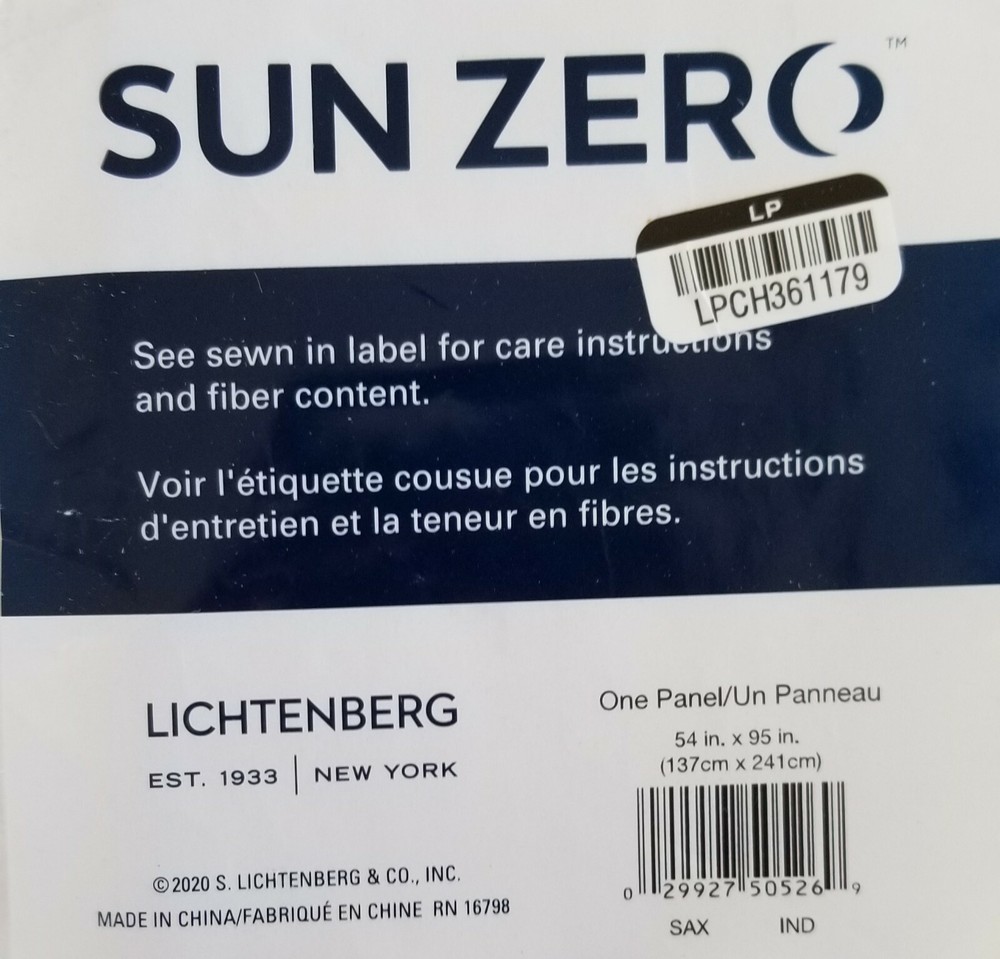 SUN ZERO™
LP
LPCH361179
See sewn in label for care instructions
and fiber content.
Voir l'étiquette cousue pour les instructions
d'entretien et la teneur en fibres.
LICHTENBERG
EST. 1933 | NEW YORK
©2020 S. LICHTENBERG & CO., INC.
MADE IN CHINA/FABRIQUÉ EN CHINE RN 16798
One Panel/Un Panneau
54 in. x 95 in.
(137cm x 241cm)
0 29927 50526 9
SAX IND